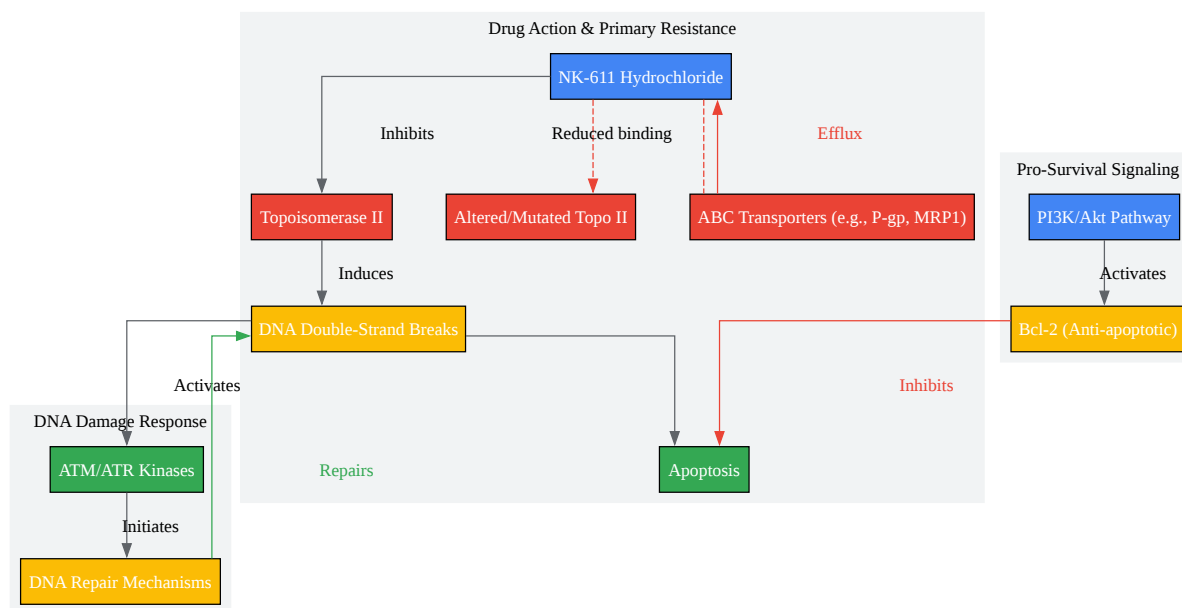 Drug Action & Primary Resistance
NK-611 Hydrochloride
Inhibits
Reduced binding
Efflux
Pro-Survival Signaling
Topoisomerase II
Altered/Mutated Topo II
ABC Transporters (e.g., P-gp, MRP1)
PI3K/Akt Pathway
Induces
Activates
DNA Double-Strand Breaks
Bcl-2 (Anti-apoptotic)
Activates
Inhibits
DNA Damage Response
ATM/ATR Kinases
Repairs
Apoptosis
Initiates
DNA Repair Mechanisms